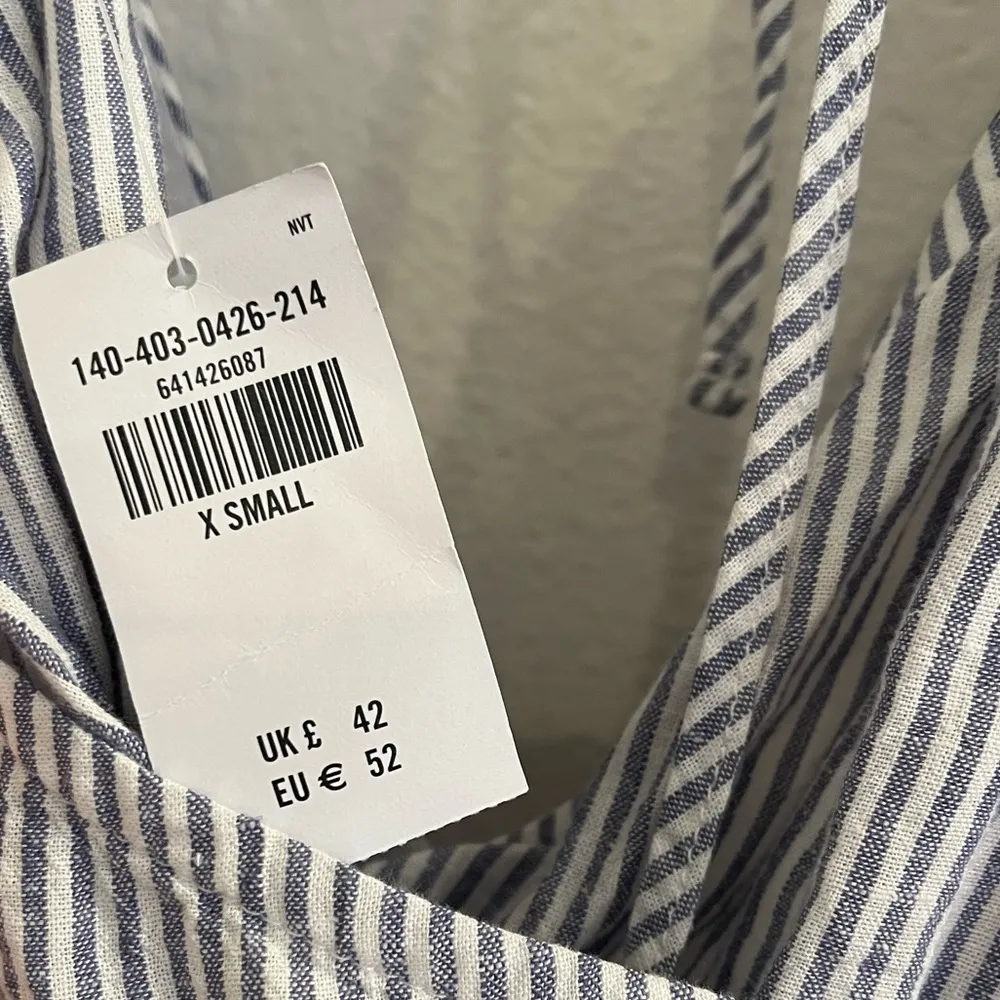 NVT
140-403-0426-214
641426087
X SMALL
UK £ 42
EU € 52